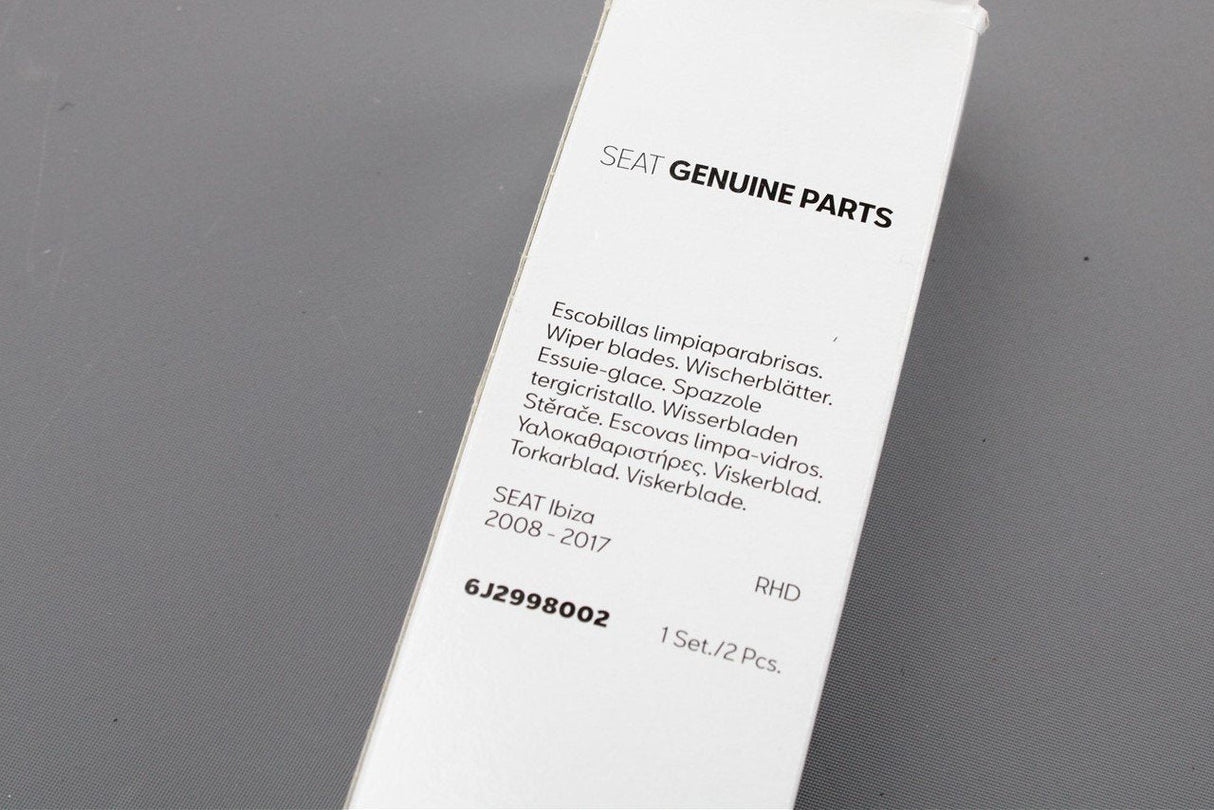 SEAT GENUINE PARTS
Escobillas limpiaparabrisas.
Wiper blades. Wischerblätter.
Essuie-glace. Spazzole
tergicristallo. Wisserbladen
Stěrače. Escovas limpa-vidros.
Υαλοκαθαριστήρες. Viskerblad.
Torkarblad. Viskerblade.
SEAT Ibiza
2008 - 2017
RHD
6J2998002
1 Set./2 Pcs.